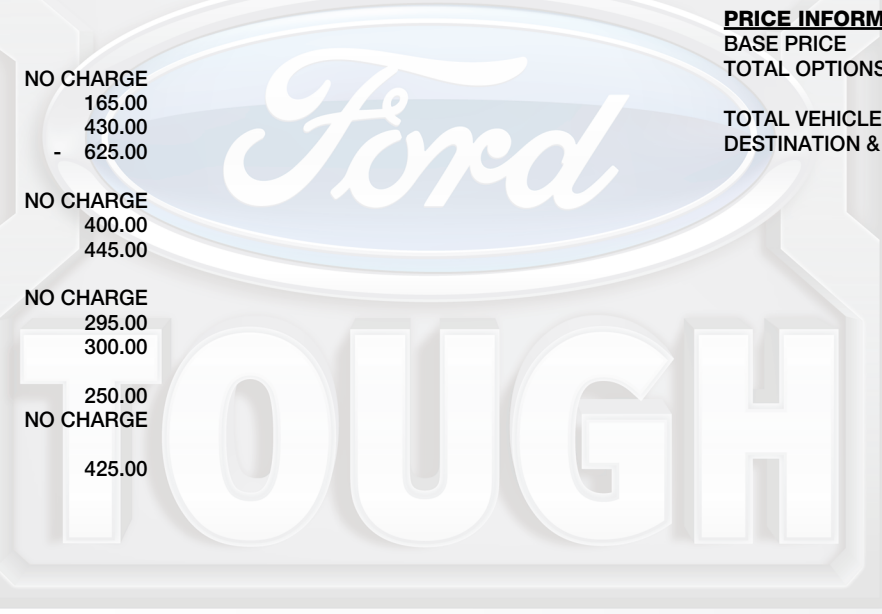 NO CHARGE
165.00
430.00
- 625.00
NO CHARGE
400.00
445.00
NO CHARGE
295.00
300.00
250.00
NO CHARGE
425.00
PRICE INFORM
BASE PRICE
TOTAL OPTIONS
TOTAL VEHICLE
DESTINATION &
Ford
TOUGH